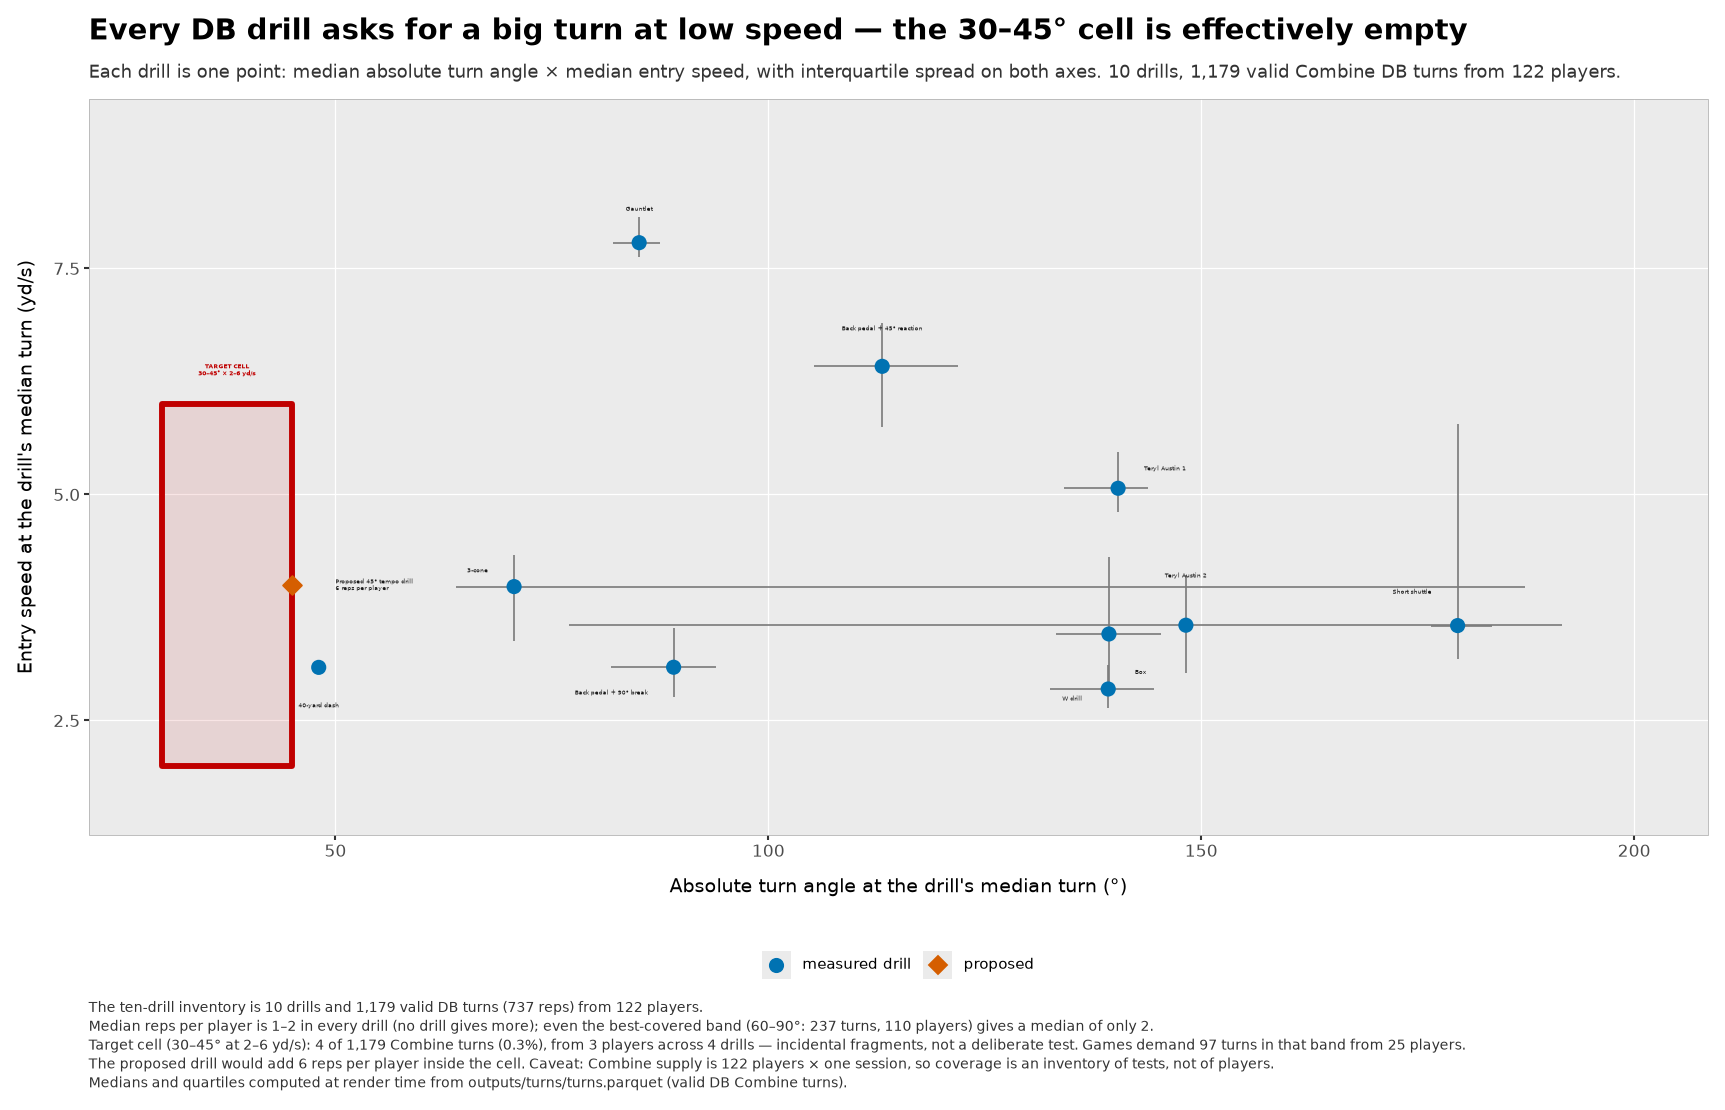 Every DB drill asks for a big turn at low speed — the 30–45° cell is effectively empty
Each drill is one point: median absolute turn angle × median entry speed, with interquartile spread on both axes. 10 drills, 1,179 valid Combine DB turns from 122 players.
Entry speed at the drill's median turn (yd/s)
7.5
5.0
2.5
Gauntlet
Back pedal + 45° reaction
TARGET CELL
30–45° × 2–6 yd/s
Teryl Austin 1
3-cone
Teryl Austin 2
Proposed 45° tempo drill
6 reps per player
Short shuttle
Box
Back pedal + 90° break
W drill
40-yard dash
50
100
150
200
Absolute turn angle at the drill's median turn (°)
measured drill
proposed
The ten-drill inventory is 10 drills and 1,179 valid DB turns (737 reps) from 122 players.
Median reps per player is 1–2 in every drill (no drill gives more); even the best-covered band (60–90°: 237 turns, 110 players) gives a median of only 2.
Target cell (30–45° at 2–6 yd/s): 4 of 1,179 Combine turns (0.3%), from 3 players across 4 drills — incidental fragments, not a deliberate test. Games demand 97 turns in that band from 25 players.
The proposed drill would add 6 reps per player inside the cell. Caveat: Combine supply is 122 players × one session, so coverage is an inventory of tests, not of players.
Medians and quartiles computed at render time from outputs/turns/turns.parquet (valid DB Combine turns).